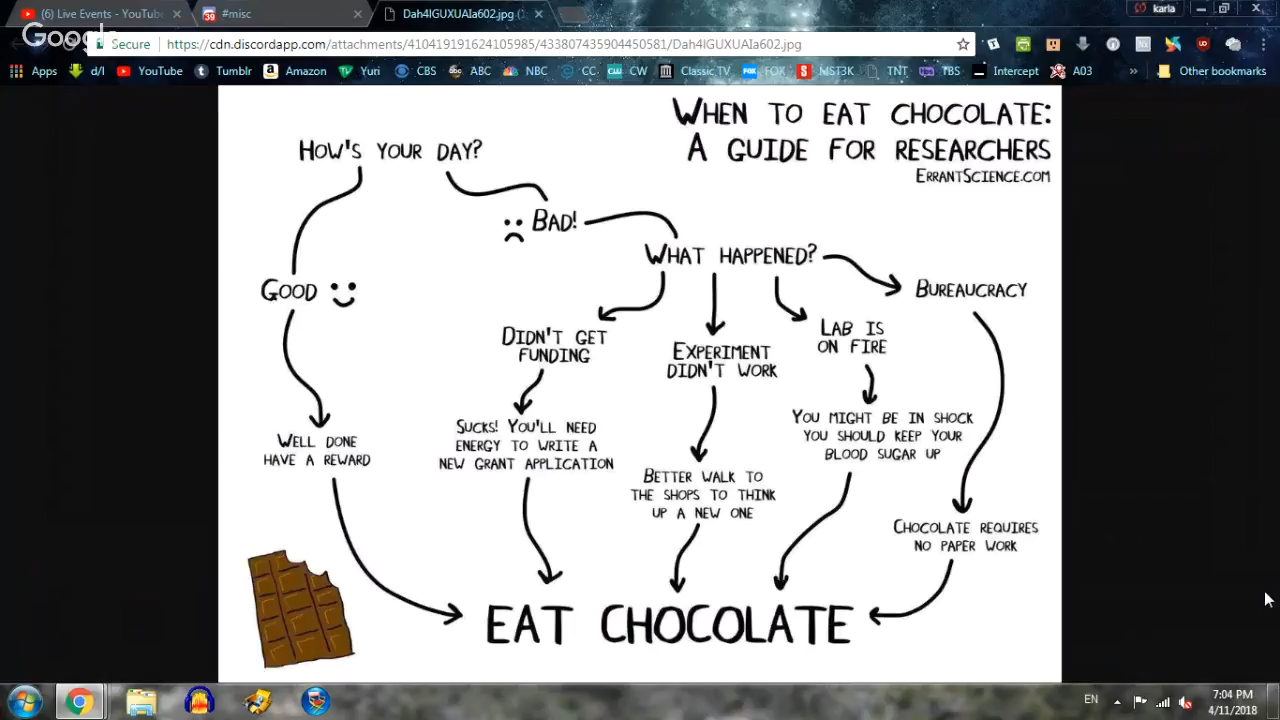 (6) Live Events - YouTube
39
#misc
Dah4IGUXUAIa602.jpg (1
karla
Google
Secure
https://cdn.discordapp.com/attachments/410419191624105985/433807435904450581/Dah4IGUXUAIa602.jpg
Apps
d/l
YouTube
Tumblr
Amazon
Yuri
CBS
ABC
NBC
CC
CW
Classic TV
FOX
MST3K
TNT
TBS
Intercept
A03
»
Other bookmarks
WHEN TO EAT CHOCOLATE:
A GUIDE FOR RESEARCHERS
ERRANTSCIENCE.COM
HOW'S YOUR DAY?
BAD!
WHAT HAPPENED?
GOOD
BUREAUCRACY
DIDN'T GET
FUNDING
EXPERIMENT
DIDN'T WORK
LAB IS
ON FIRE
WELL DONE
HAVE A REWARD
SUCKS! YOU'LL NEED
ENERGY TO WRITE A
NEW GRANT APPLICATION
BETTER WALK TO
THE SHOPS TO THINK
UP A NEW ONE
YOU MIGHT BE IN SHOCK
YOU SHOULD KEEP YOUR
BLOOD SUGAR UP
CHOCOLATE REQUIRES
NO PAPER WORK
EAT CHOCOLATE
EN
7:04 PM
4/11/2018